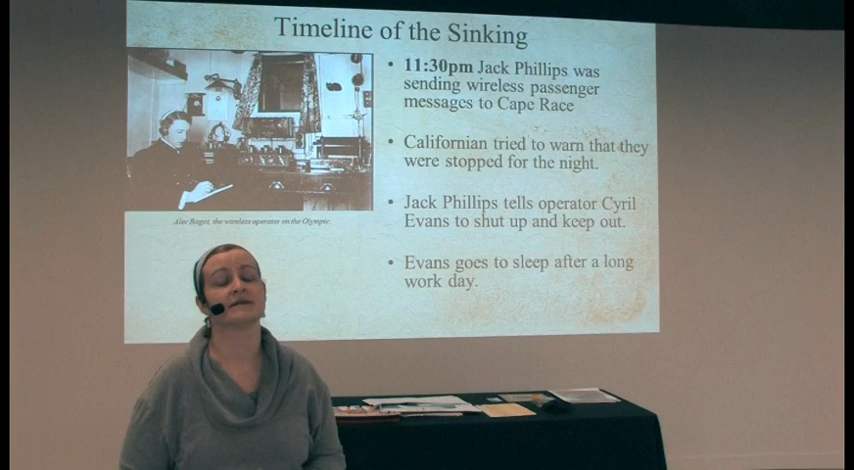 Timeline of the Sinking
• 11:30pm Jack Phillips was
sending wireless passenger
messages to Cape Race
• Californian tried to warn that they
were stopped for the night.
• Jack Phillips tells operator Cyril
Evans to shut up and keep out.
• Evans goes to sleep after a long
work day.
Alec Bagot, the wireless operator on the Olympic.